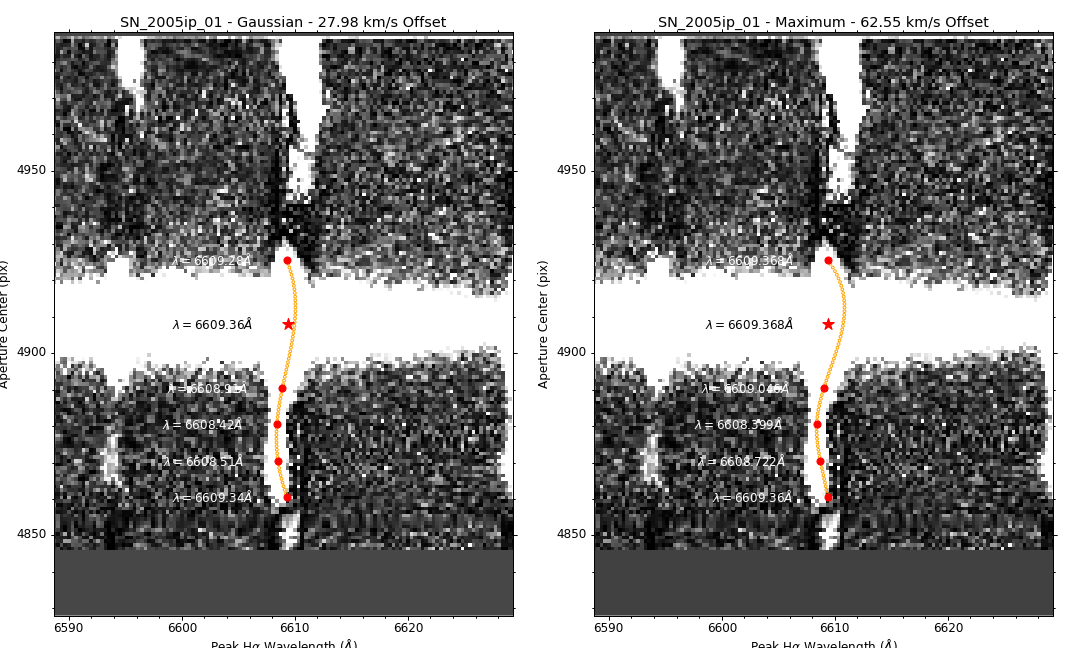 SN_2005ip_01 - Gaussian - 27.98 km/s Offset
Aperture Center (pix)
4950
4900
4850
λ = 6609.28Å
λ = 6609.36Å
λ = 6608.93Å
λ = 6608.42Å
λ = 6608.51Å
λ = 6609.34Å
6590 6600 6610 6620
Peak Hα Wavelength (Å)
SN_2005ip_01 - Maximum - 62.55 km/s Offset
Aperture Center (pix)
4950
4900
4850
λ = 6609.368Å
λ = 6609.368Å
λ = 6609.045Å
λ = 6608.399Å
λ = 6608.722Å
λ = 6609.36Å
6590 6600 6610 6620
Peak Hα Wavelength (Å)